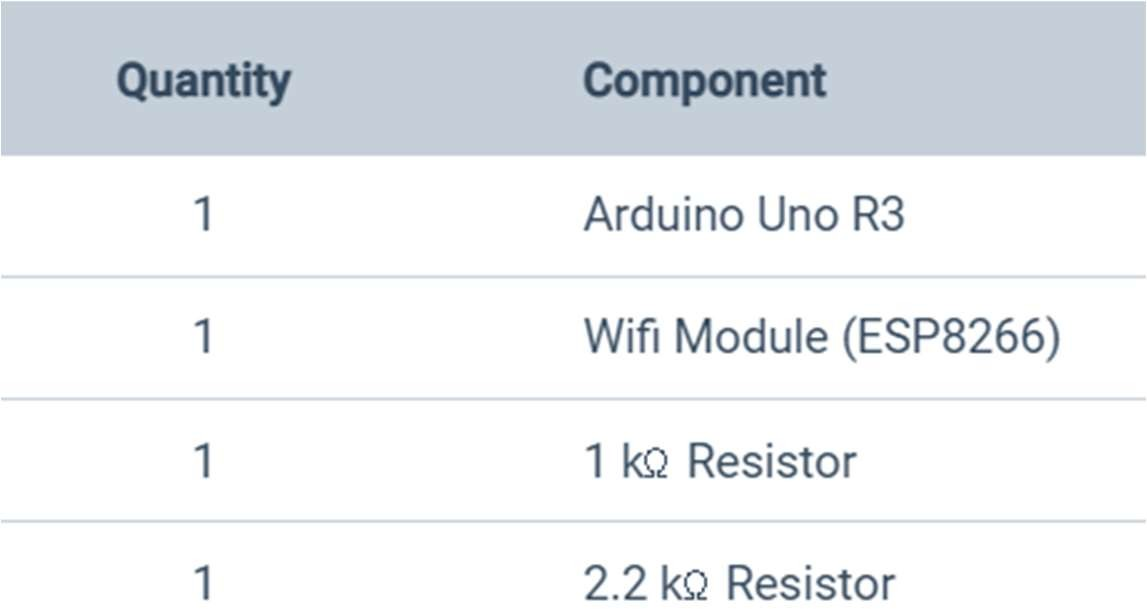 Quantity Component
1 Arduino Uno R3
1 Wifi Module (ESP8266)
1 1 kΩ Resistor
1 2.2 kΩ Resistor